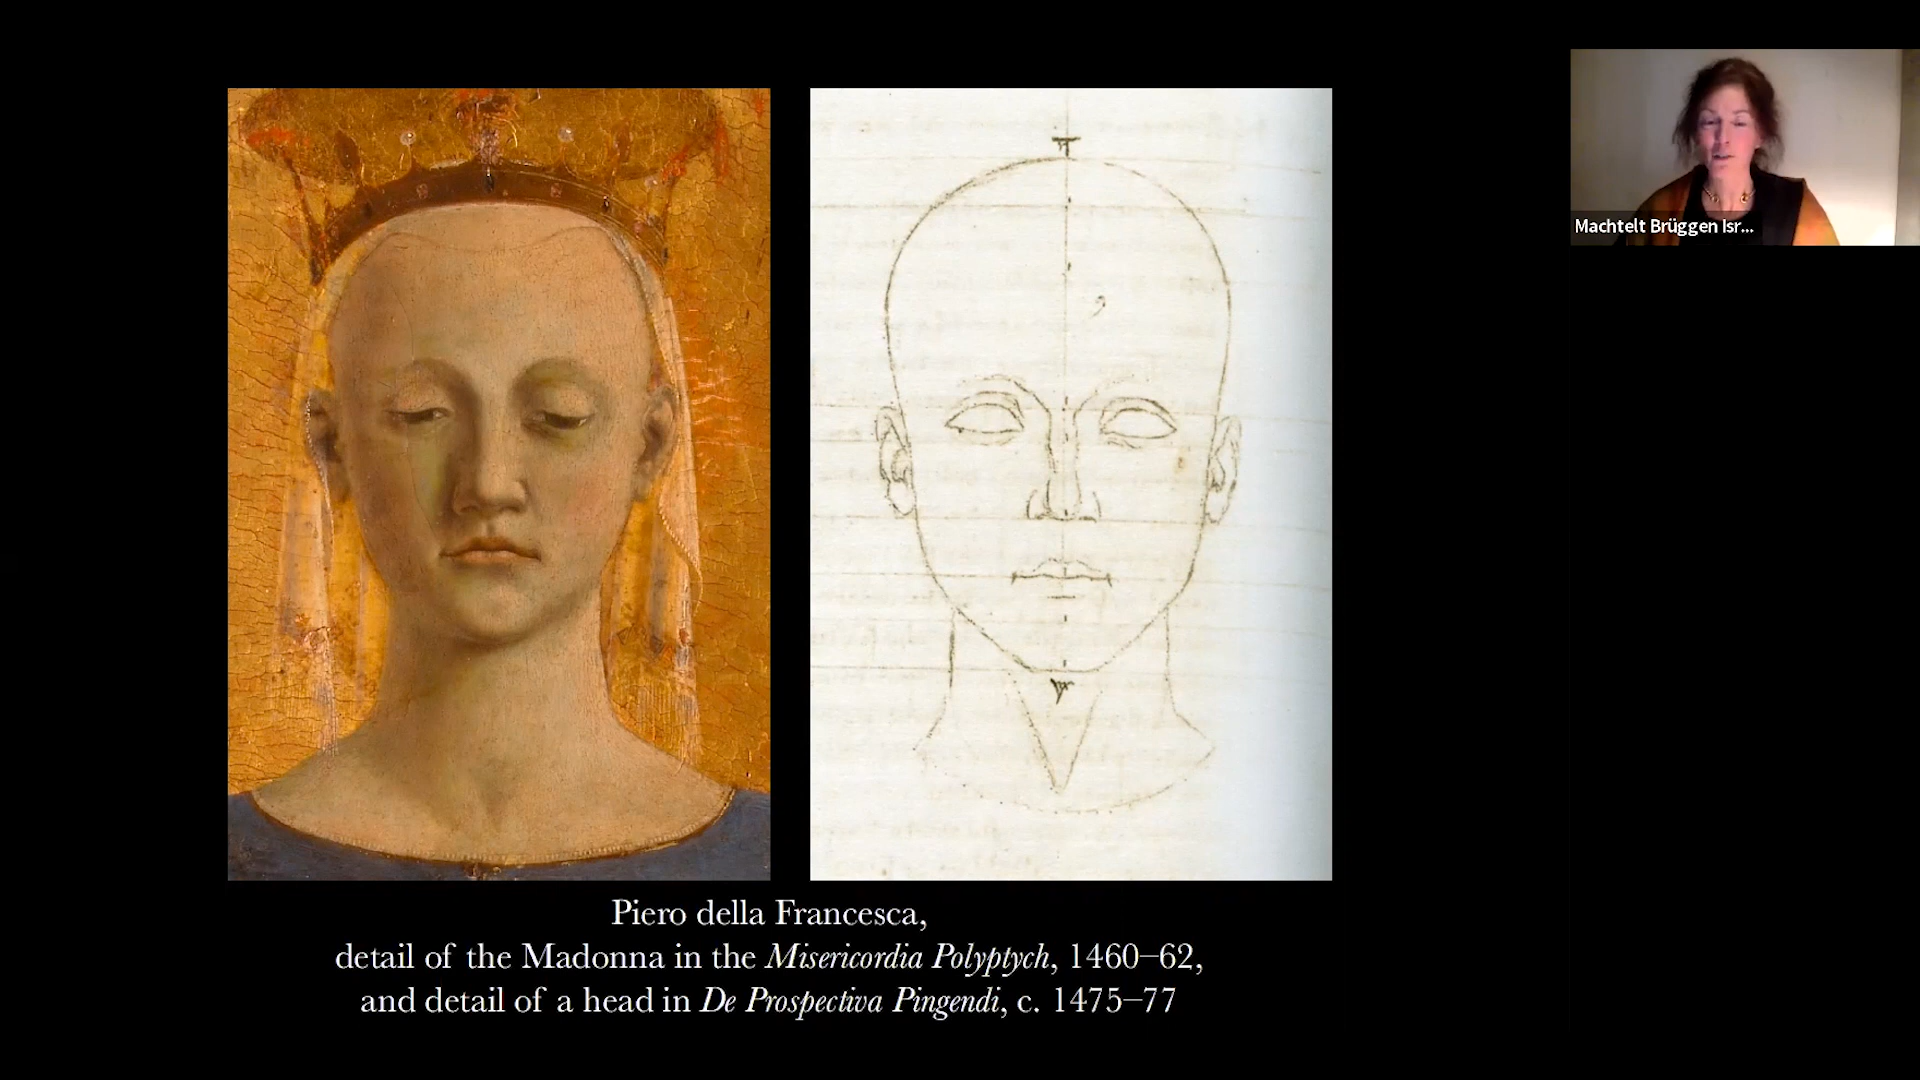 Machtelt Brüggen Isr...
Piero della Francesca,
detail of the Madonna in the Misericordia Polyptych, 1460–62,
and detail of a head in De Prospectiva Pingendi, c. 1475–77